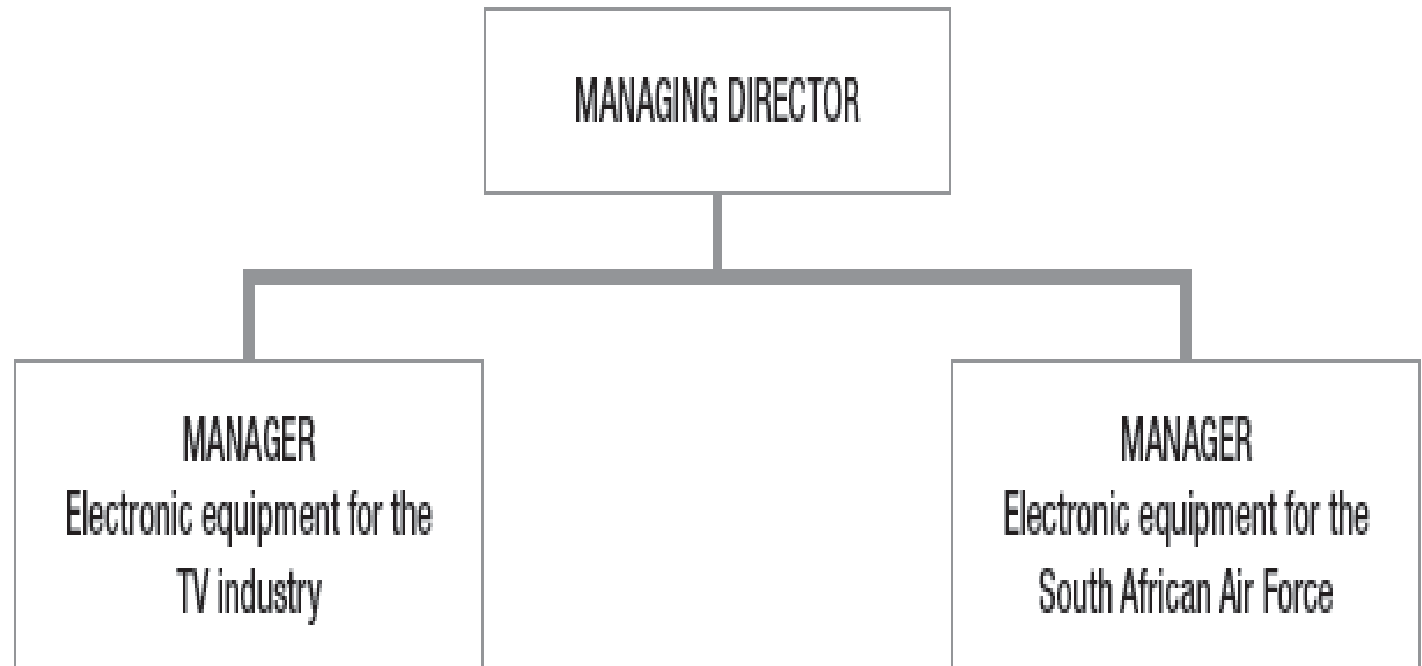 MANAGING DIRECTOR
MANAGER
Electronic equipment for the
TV industry
MANAGER
Electronic equipment for the
South African Air Force